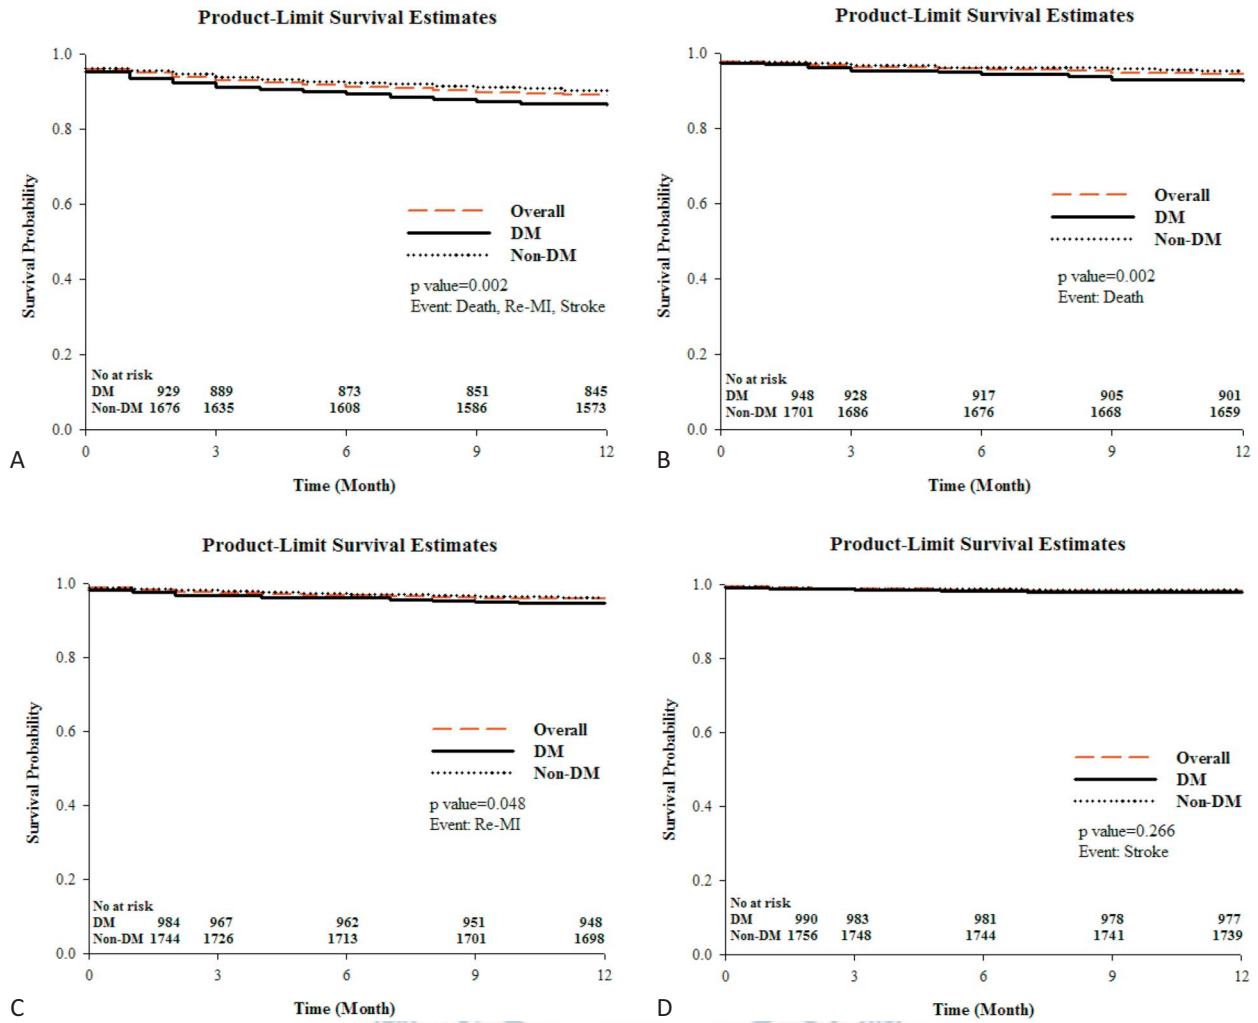 Product-Limit Survival Estimates
1.0
0.8
0.6
0.4
0.2
0.0
Survival Probability
Overall
DM
Non-DM
p value=0.002
Event: Death, Re-MI, Stroke
No at risk
DM 929 889 873 851 845
Non-DM 1676 1635 1608 1586 1573
0 3 6 9 12
Time (Month)
A
Product-Limit Survival Estimates
1.0
0.8
0.6
0.4
0.2
0.0
Survival Probability
Overall
DM
Non-DM
p value=0.002
Event: Death
No at risk
DM 948 928 917 905 901
Non-DM 1701 1686 1676 1668 1659
0 3 6 9 12
Time (Month)
B
Product-Limit Survival Estimates
1.0
0.8
0.6
0.4
0.2
0.0
Survival Probability
Overall
DM
Non-DM
p value=0.048
Event: Re-MI
No at risk
DM 984 967 962 951 948
Non-DM 1744 1726 1713 1701 1698
0 3 6 9 12
Time (Month)
C
Product-Limit Survival Estimates
1.0
0.8
0.6
0.4
0.2
0.0
Survival Probability
Overall
DM
Non-DM
p value=0.266
Event: Stroke
No at risk
DM 990 983 981 978 977
Non-DM 1756 1748 1744 1741 1739
0 3 6 9 12
Time (Month)
D